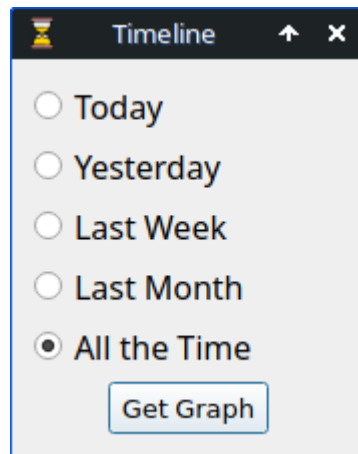 Timeline
Today
Yesterday
Last Week
Last Month
All the Time
Get Graph